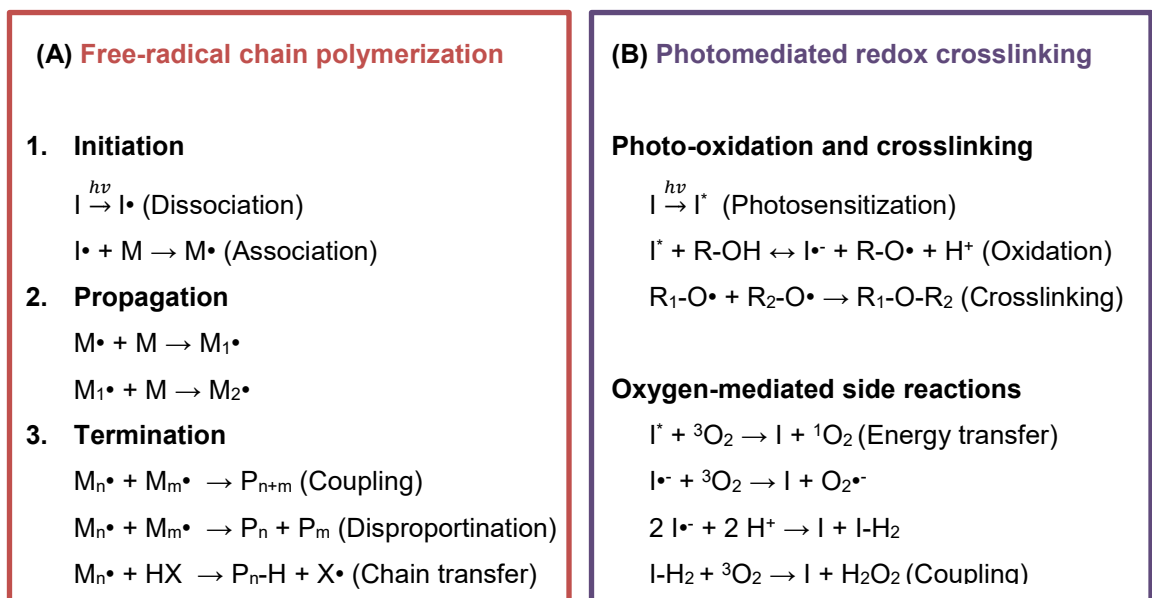 (A) Free-radical chain polymerization
1. Initiation
I hv→ I• (Dissociation)
I• + M → M• (Association)
2. Propagation
M• + M → M₁•
M₁• + M → M₂•
3. Termination
Mₙ• + Mₘ• → Pₙ₊ₘ (Coupling)
Mₙ• + Mₘ• → Pₙ + Pₘ (Disproportination)
Mₙ• + HX → Pₙ-H + X• (Chain transfer)
(B) Photomediated redox crosslinking
Photo-oxidation and crosslinking
I hv→ I* (Photosensitization)
I* + R-OH ↔ I•⁻ + R-O• + H⁺ (Oxidation)
R₁-O• + R₂-O• → R₁-O-R₂ (Crosslinking)
Oxygen-mediated side reactions
I* + ³O₂ → I + ¹O₂ (Energy transfer)
I•⁻ + ³O₂ → I + O₂•⁻
2 I•⁻ + 2 H⁺ → I + I-H₂
I-H₂ + ³O₂ → I + H₂O₂ (Coupling)